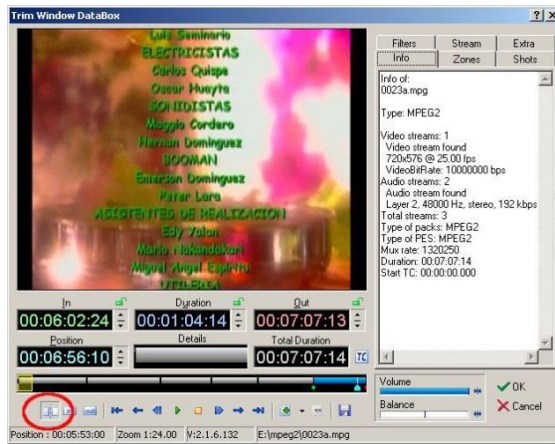 Trim Window DataBox
Luis Seminario
ELECTRICISTAS
Carlos Quispe
Oscar Huayta
SONIDISTAS
Maggio Cordero
Hernan Dominguez
BOOMAN
Emerson Dominguez
Lara
ASISTENTES DE REALIZACION
Edy
Mario Nakandakari
Miguel Angel Espiritu
UTILERIA
In
Duration
Out
00:06:02:24
00:01:04:14
00:07:07:13
Position
Details
Total Duration
00:06:56:10
00:07:07:14
TC
Position : 00:05:53:00
Zoom 1:24.00
V:2.1.6.132
E:\mpeg2\0023a.mpg
Filters
Stream
Extra
Info
Zones
Shots
Info of:
0023a.mpg
Type: MPEG2
Video streams: 1
Video stream found
720x576 @ 25.00 fps
VideoBitRate: 10000000 bps
Audio streams: 2
Audio stream found
Layer 2, 48000 Hz, stereo, 192 kbps
Total streams: 3
Type of packs: MPEG2
Type of PES: MPEG2
Mux rate: 1320250
Duration: 00:07:07:14
Start TC: 00:00:00.000
Volume
Balance
OK
Cancel